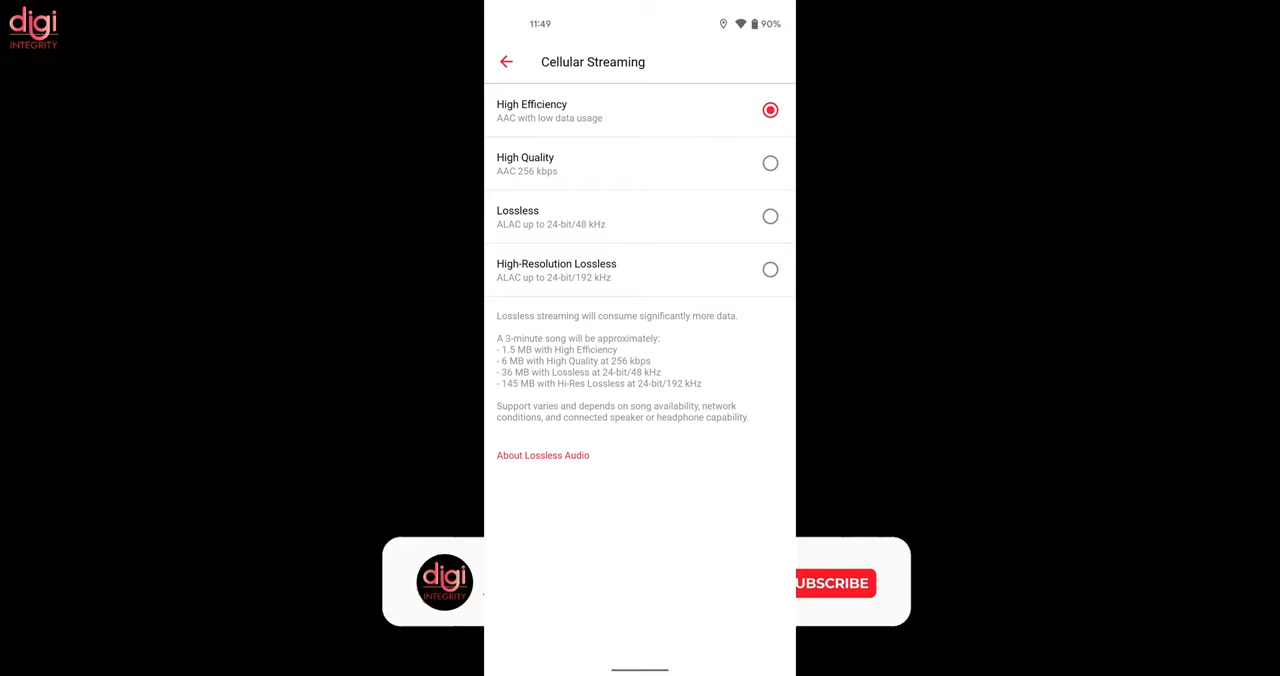 digi
INTEGRITY
11:49
90%
Cellular Streaming
High Efficiency
AAC with low data usage
High Quality
AAC 256 kbps
Lossless
ALAC up to 24-bit/48 kHz
High-Resolution Lossless
ALAC up to 24-bit/192 kHz
Lossless streaming will consume significantly more data.
A 3-minute song will be approximately:
- 1.5 MB with High Efficiency
- 6 MB with High Quality at 256 kbps
- 36 MB with Lossless at 24-bit/48 kHz
- 145 MB with Hi-Res Lossless at 24-bit/192 kHz
Support varies and depends on song availability, network
conditions, and connected speaker or headphone capability.
About Lossless Audio
digi
INTEGRITY
UBSCRIBE